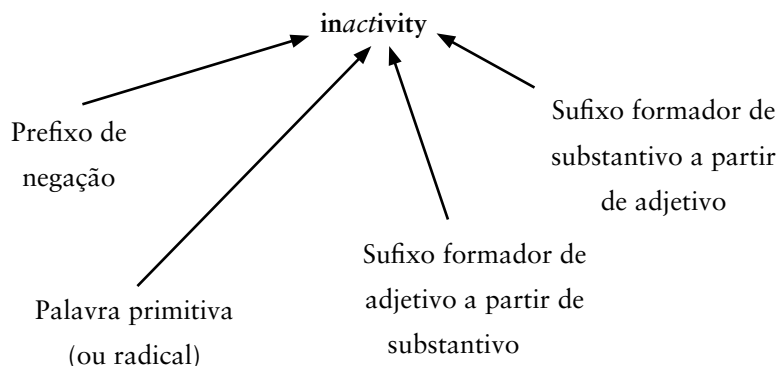 inactivity
Prefixo de
negação
Palavra primitiva
(ou radical)
Sufixo formador de
adjetivo a partir de
substantivo
Sufixo formador de
substantivo a partir
de adjetivo